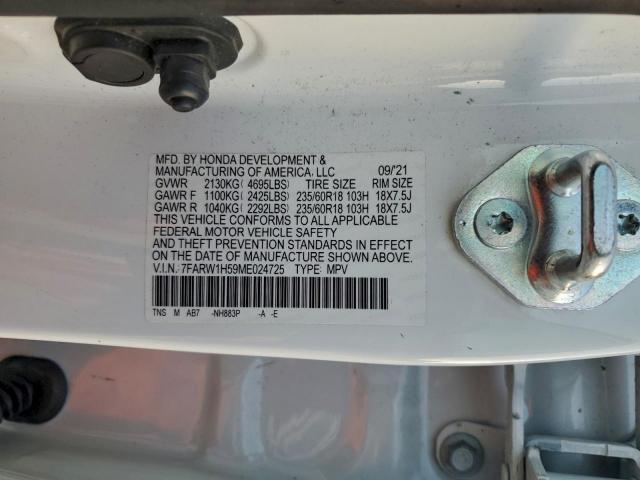 MFD. BY HONDA DEVELOPMENT &
MANUFACTURING OF AMERICA, LLC 09/'21
GVWR 2130KG ( 4695LBS) TIRE SIZE RIM SIZE
GAWR F 1100KG ( 2425LBS) 235/60R18 103H 18X7.5J
GAWR R 1040KG ( 2292LBS) 235/60R18 103H 18X7.5J
THIS VEHICLE CONFORMS TO ALL APPLICABLE
FEDERAL MOTOR VEHICLE SAFETY
AND THEFT PREVENTION STANDARDS IN EFFECT
ON THE DATE OF MANUFACTURE SHOWN ABOVE.
V.I.N. 7FARW1H59ME024725 TYPE: MPV
TNS M AB7 -NH883P -A -E